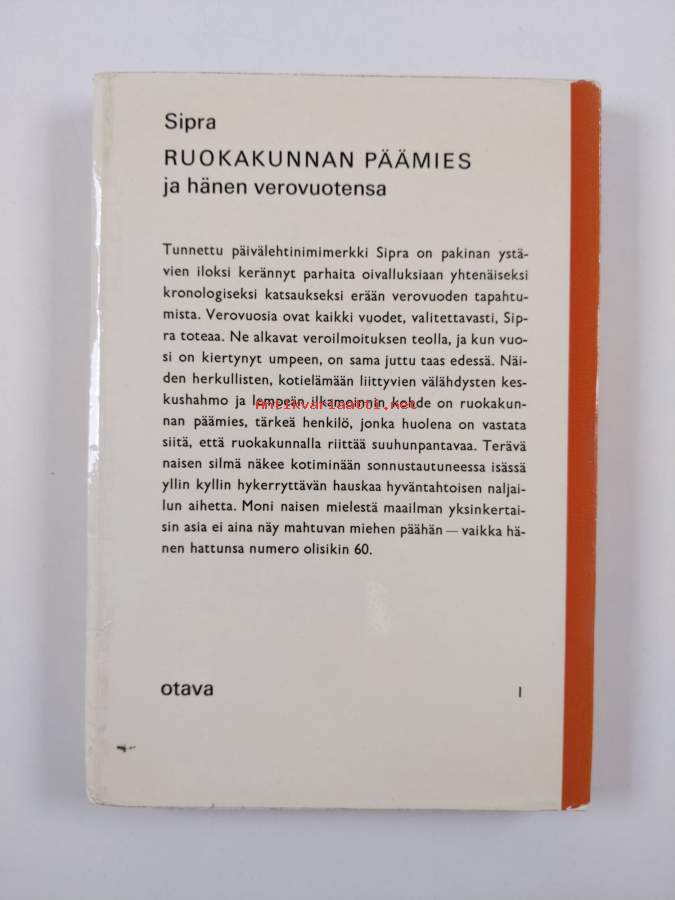 Sipra
RUOKAKUNNAN PÄÄMIES
ja hänen verovuotensa
Tunnettu päivälehtinimimerkki Sipra on pakinan ystä-
vien iloksi kerännyt parhaita oivalluksiaan yhtenäiseksi
kronologiseksi katsaukseksi erään verovuoden tapahtu-
mista. Verovuosia ovat kaikki vuodet, valitettavasti, Sip-
ra toteaa. Ne alkavat veroilmoituksen teolla, ja kun vuo-
si on kiertynyt umpeen, on sama juttu taas edessä. Näi-
den herkullisten, kotielämään liittyvien välähdysten kes-
kushahmo ja lempeän ilkamoinnin kohde on ruokakun-
Antikvariaatti.net
nan päämies, tärkeä henkilö, jonka huolena on vastata
siitä, että ruokakunnalla riittää suuhunpantavaa. Terävä
naisen silmä näkee kotiminään sonnustautuneessa isässä
yllin kyllin hykerryttävän hauskaa hyväntahtoisen naljai-
lun aihetta. Moni naisen mielestä maailman yksinkertai-
sin asia ei aina näy mahtuvan miehen päähän — vaikka hä-
nen hattunsa numero olisikin 60.
otava
I